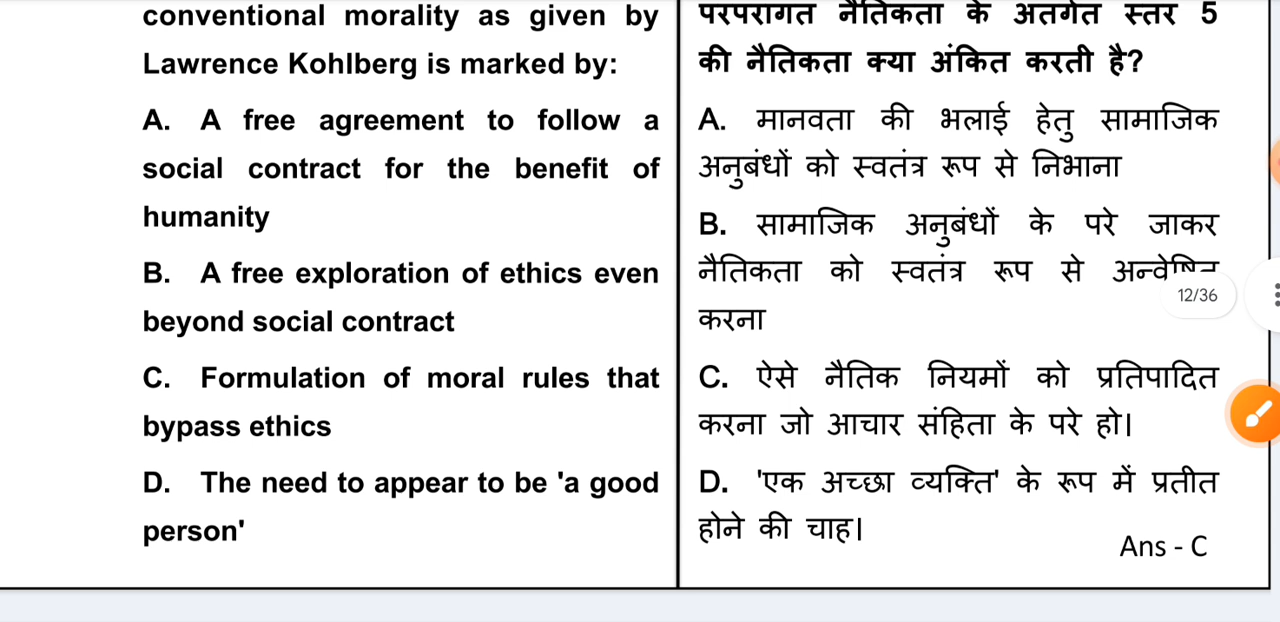 conventional morality as given by
Lawrence Kohlberg is marked by:
A. A free agreement to follow a
social contract for the benefit of
humanity
B. A free exploration of ethics even
beyond social contract
C. Formulation of moral rules that
bypass ethics
D. The need to appear to be 'a good
person'
परंपरागत नैतिकता के अंतर्गत स्तर 5
की नैतिकता क्या अंकित करती है?
A. मानवता की भलाई हेतु सामाजिक
अनुबंधों को स्वतंत्र रूप से निभाना
B. सामाजिक अनुबंधों के परे जाकर
नैतिकता को स्वतंत्र रूप से
करना
C. ऐसे नैतिक नियमों को प्रतिपादित
करना जो आचार संहिता के परे हो।
D. 'एक अच्छा व्यक्ति' के रूप में प्रतीत
होने की चाह।
Ans - C
12/36